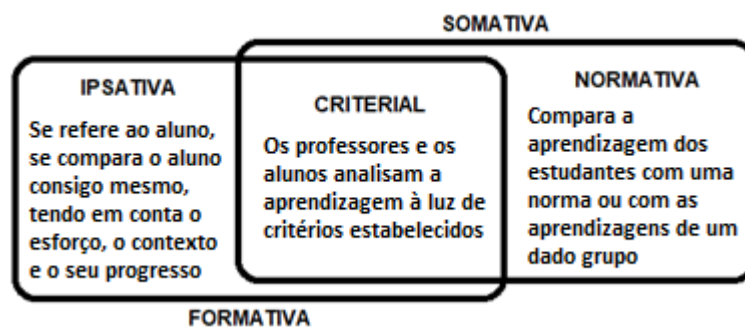 SOMATIVA
IPSATIVA
Se refere ao aluno,
se compara o aluno
consigo mesmo,
tendo em conta o
esforço, o contexto
e o seu progresso
CRITERIAL
Os professores e os
alunos analisam a
aprendizagem à luz de
critérios estabelecidos
NORMATIVA
Compara a
aprendizagem dos
estudantes com uma
norma ou com as
aprendizagens de um
dado grupo
FORMATIVA